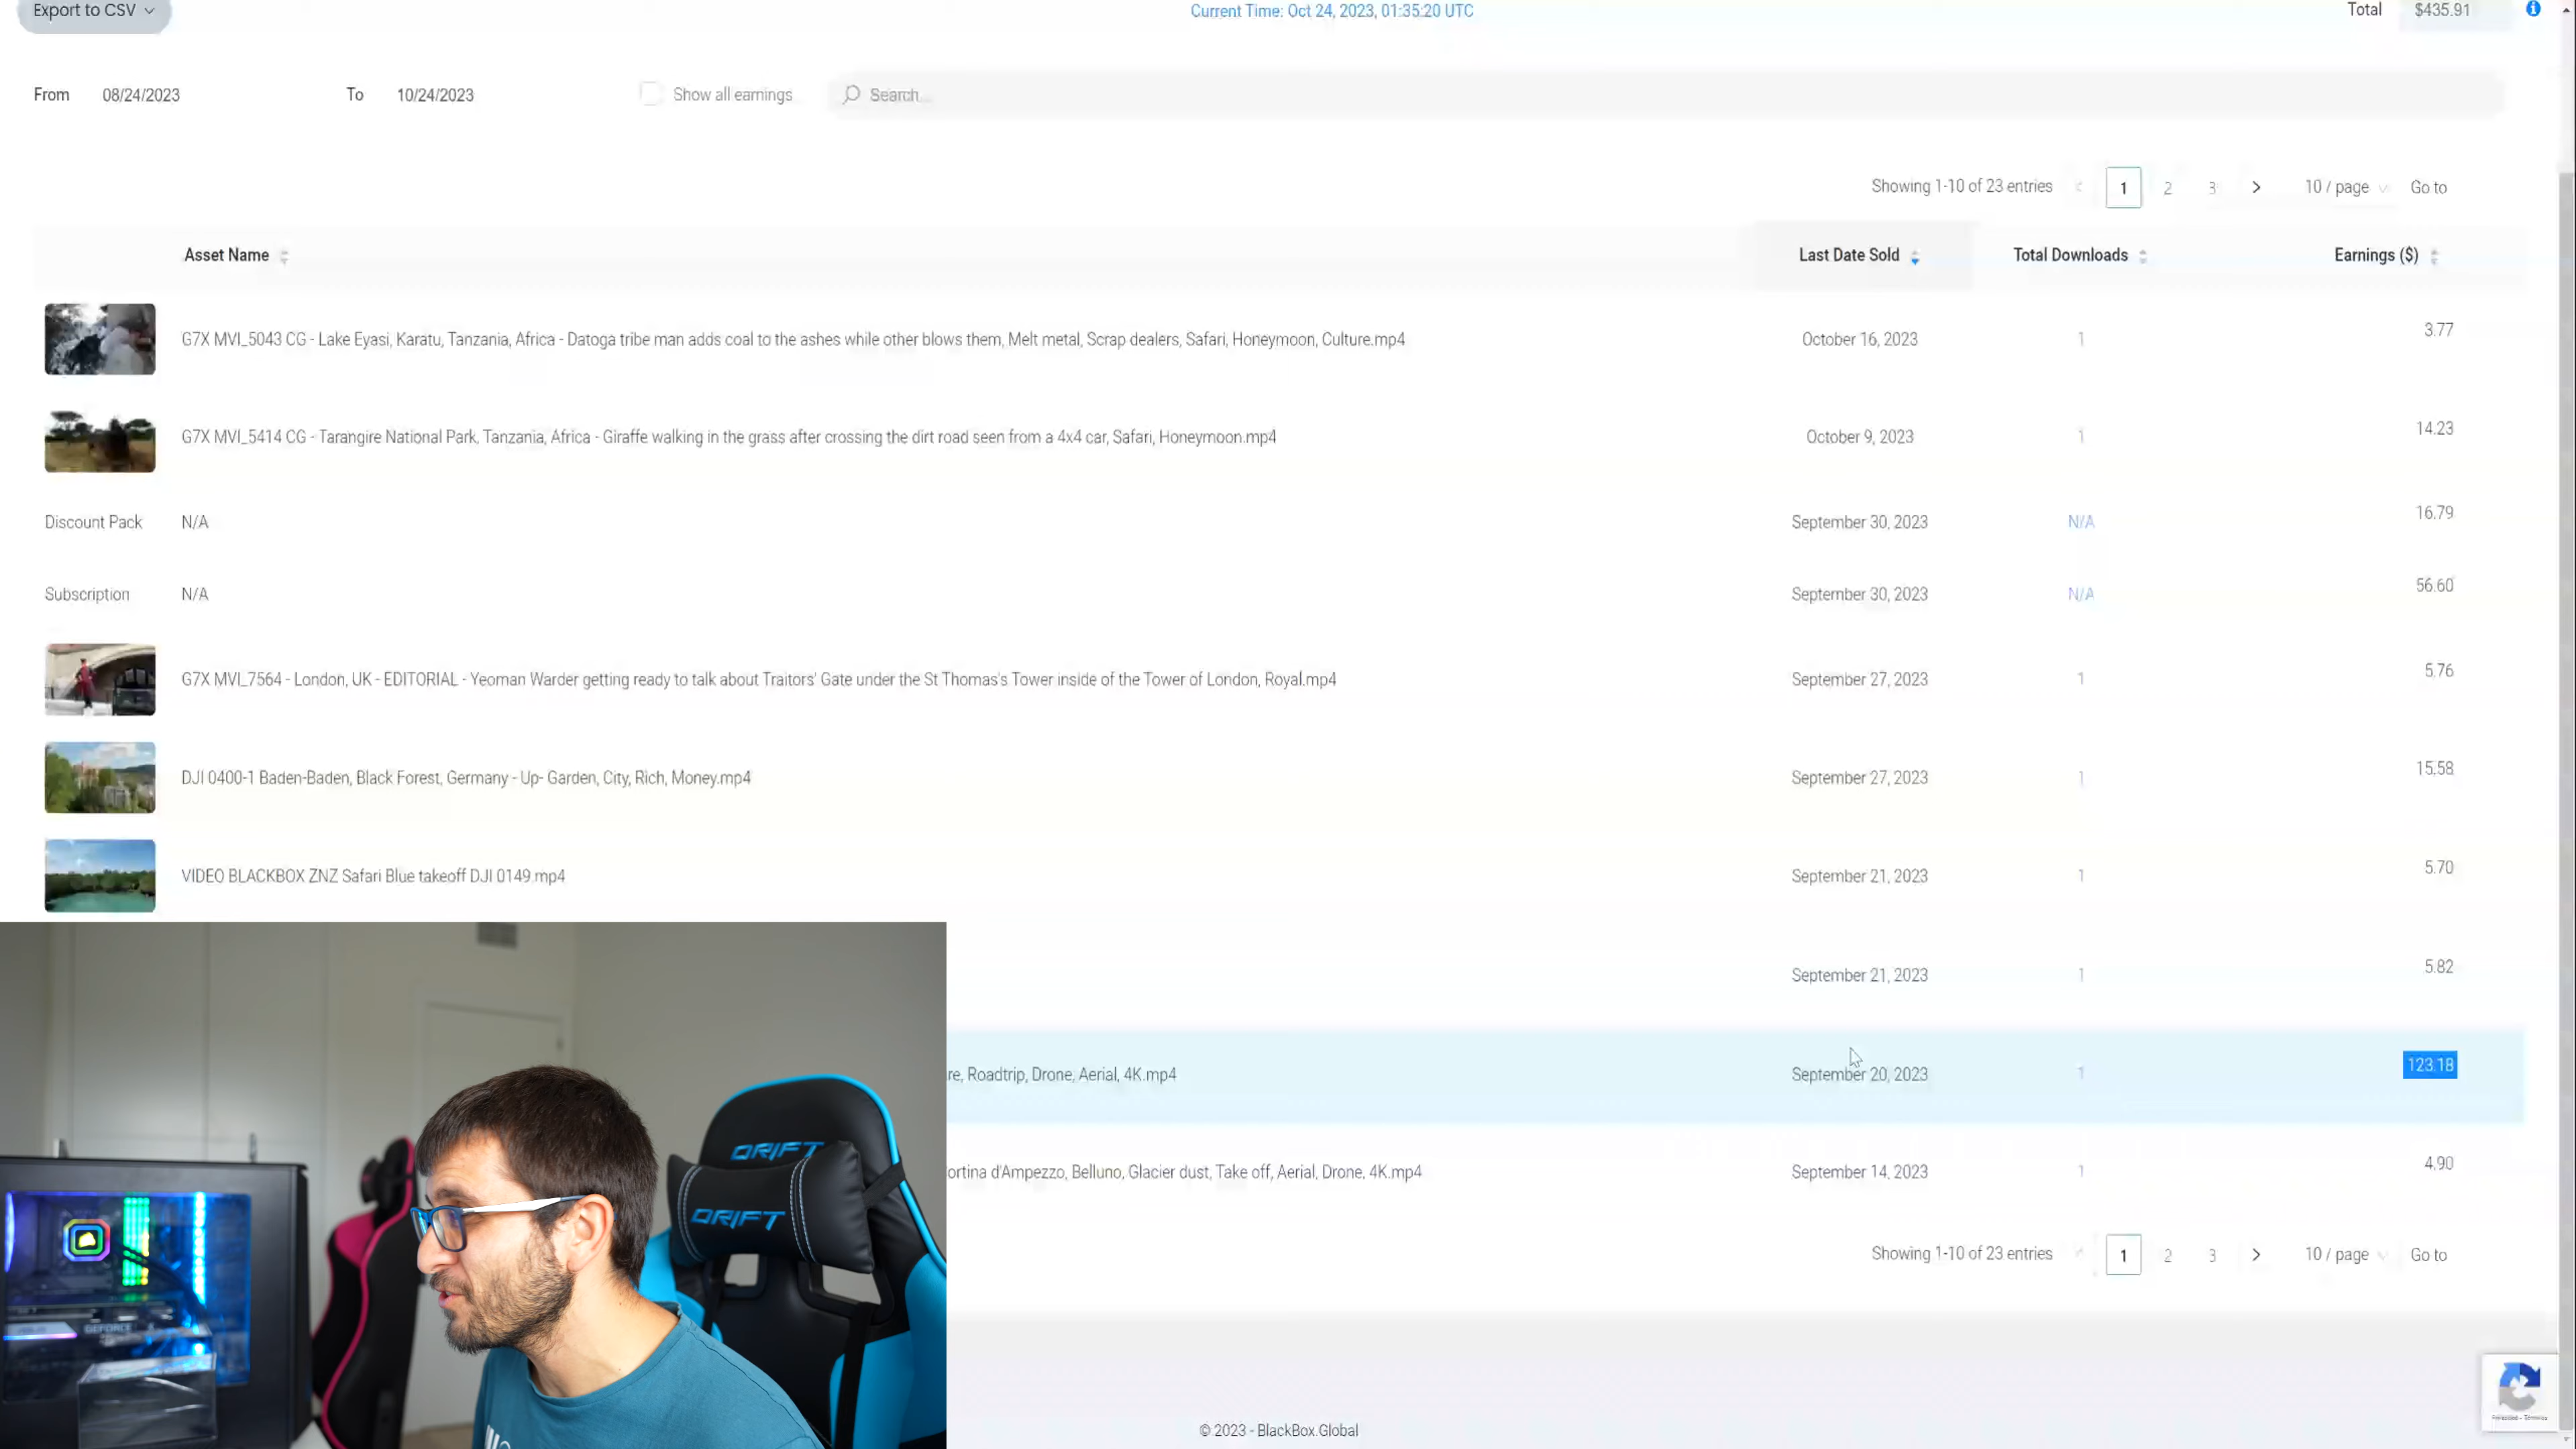 Export to CSV
Current Time: Oct 24, 2023, 01:35:20 UTC
Total $435.91
From 08/24/2023 To 10/24/2023 Show all earnings Search...
Showing 1-10 of 23 entries 1 2 3 10 / page Go to
Asset Name Last Date Sold Total Downloads Earnings ($)
G7X MVI_5043 CG - Lake Eyasi, Karatu, Tanzania, Africa - Datoga tribe man adds coal to the ashes while other blows them, Melt metal, Scrap dealers, Safari, Honeymoon, Culture.mp4 October 16, 2023 1 3.77
G7X MVI_5414 CG - Tarangire National Park, Tanzania, Africa - Giraffe walking in the grass after crossing the dirt road seen from a 4x4 car, Safari, Honeymoon.mp4 October 9, 2023 1 14.23
Discount Pack N/A September 30, 2023 N/A 16.79
Subscription N/A September 30, 2023 N/A 56.60
G7X MVI_7564 - London, UK - EDITORIAL - Yeoman Warder getting ready to talk about Traitors' Gate under the St Thomas's Tower inside of the Tower of London, Royal.mp4 September 27, 2023 1 5.76
DJI 0400-1 Baden-Baden, Black Forest, Germany - Up- Garden, City, Rich, Money.mp4 September 27, 2023 1 15.58
VIDEO BLACKBOX ZNZ Safari Blue takeoff DJI 0149.mp4 September 21, 2023 1 5.70
September 21, 2023 1 5.82
re, Roadtrip, Drone, Aerial, 4K.mp4 September 20, 2023 1 123.18
ortina d'Ampezzo, Belluno, Glacier dust, Take off, Aerial, Drone, 4K.mp4 September 14, 2023 1 4.90
Showing 1-10 of 23 entries 1 2 3 10 / page Go to
DRIFT
DRIFT
GEFORCE
© 2023 - BlackBox.Global